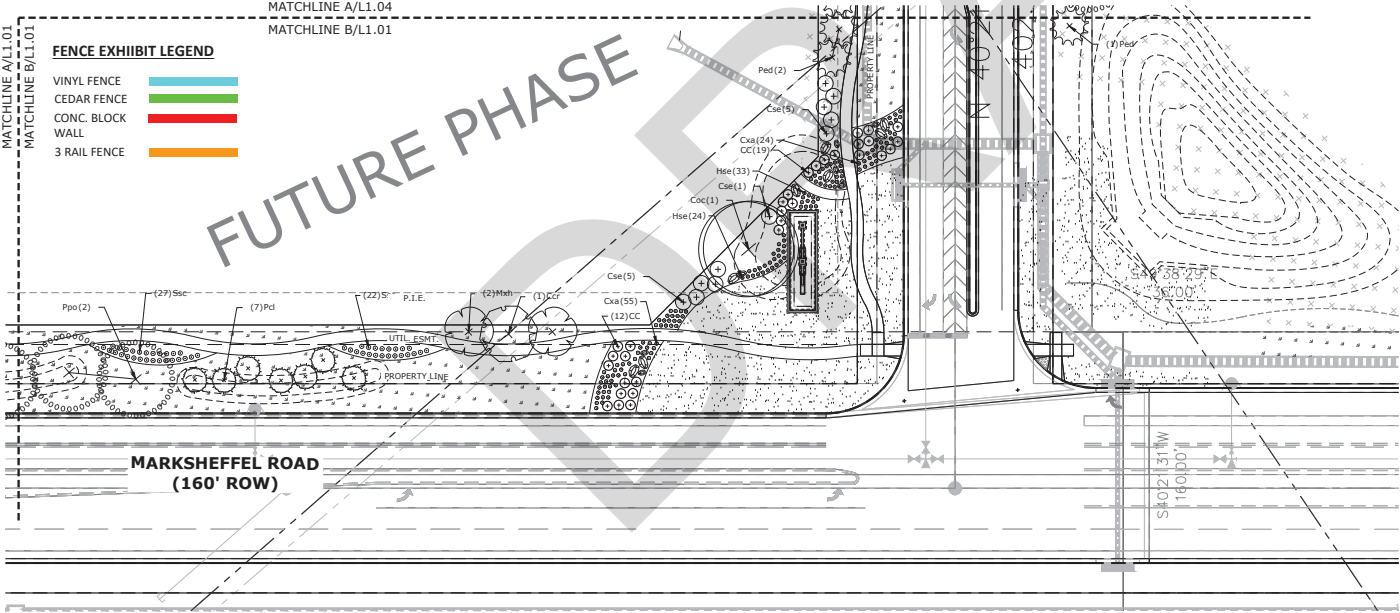 MATCHLINE A/L1.04
MATCHLINE B/L1.01
MATCHLINE A/L1.01
MATCHLINE B/L1.01
FENCE EXHIIBIT LEGEND
VINYL FENCE
CEDAR FENCE
CONC. BLOCK
WALL
3 RAIL FENCE
FUTURE PHASE
Ped(2)
PROPERTY LINE
(1)Ped
Cse(5)
Cxa(24)
CC(19)
Hse(33)
Cse(1)
Coc(1)
Hse(24)
Cse(5)
Cxa(55)
(12)CC
Ppo(2)
(27)Ssc
(7)Pcl
P.I.E.
(2)Mxh
(1)Ccr
UTIL. ESMT.
PROPERTY LINE
MARKSHEFFEL ROAD
(160' ROW)
S40°21'31"W
160.00'